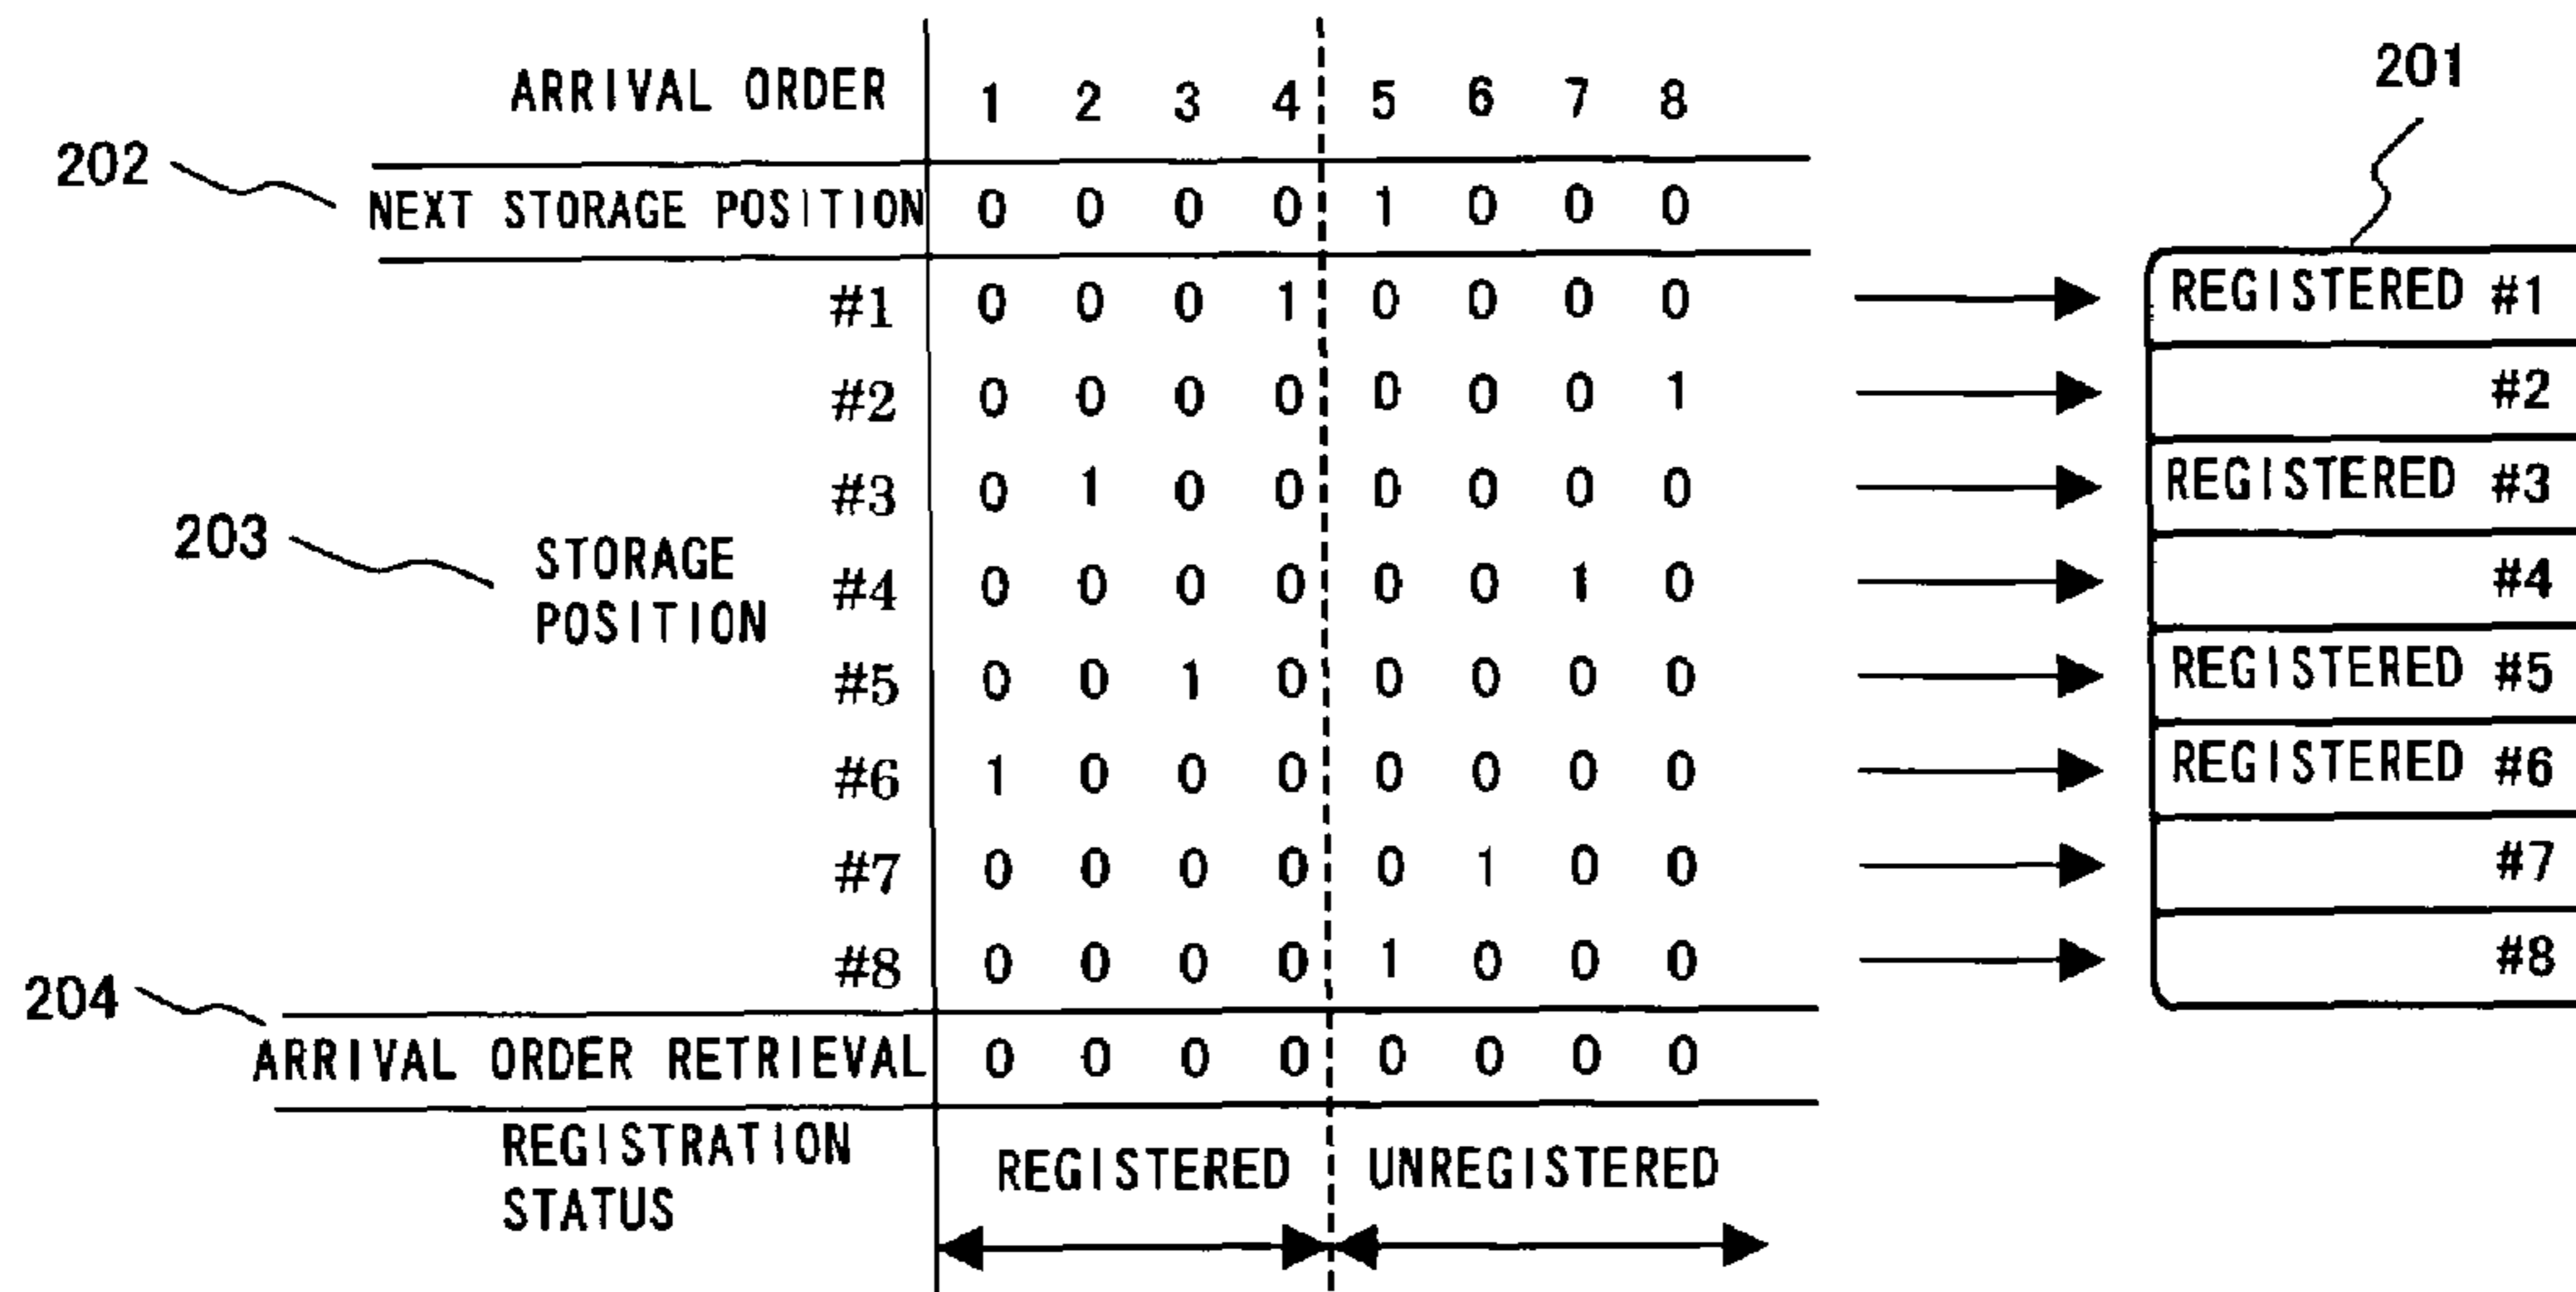 201
ARRIVAL ORDER 1 2 3 4 5 6 7 8
202
NEXT STORAGE POSITION 0 0 0 0 1 0 0 0
#1 0 0 0 1 0 0 0 0 REGISTERED #1
#2 0 0 0 0 0 0 0 1 #2
#3 0 1 0 0 0 0 0 0 REGISTERED #3
203
STORAGE
POSITION
#4 0 0 0 0 0 0 1 0 #4
#5 0 0 1 0 0 0 0 0 REGISTERED #5
#6 1 0 0 0 0 0 0 0 REGISTERED #6
#7 0 0 0 0 0 1 0 0 #7
#8 0 0 0 0 1 0 0 0 #8
204
ARRIVAL ORDER RETRIEVAL 0 0 0 0 0 0 0 0
REGISTRATION
STATUS
REGISTERED UNREGISTERED